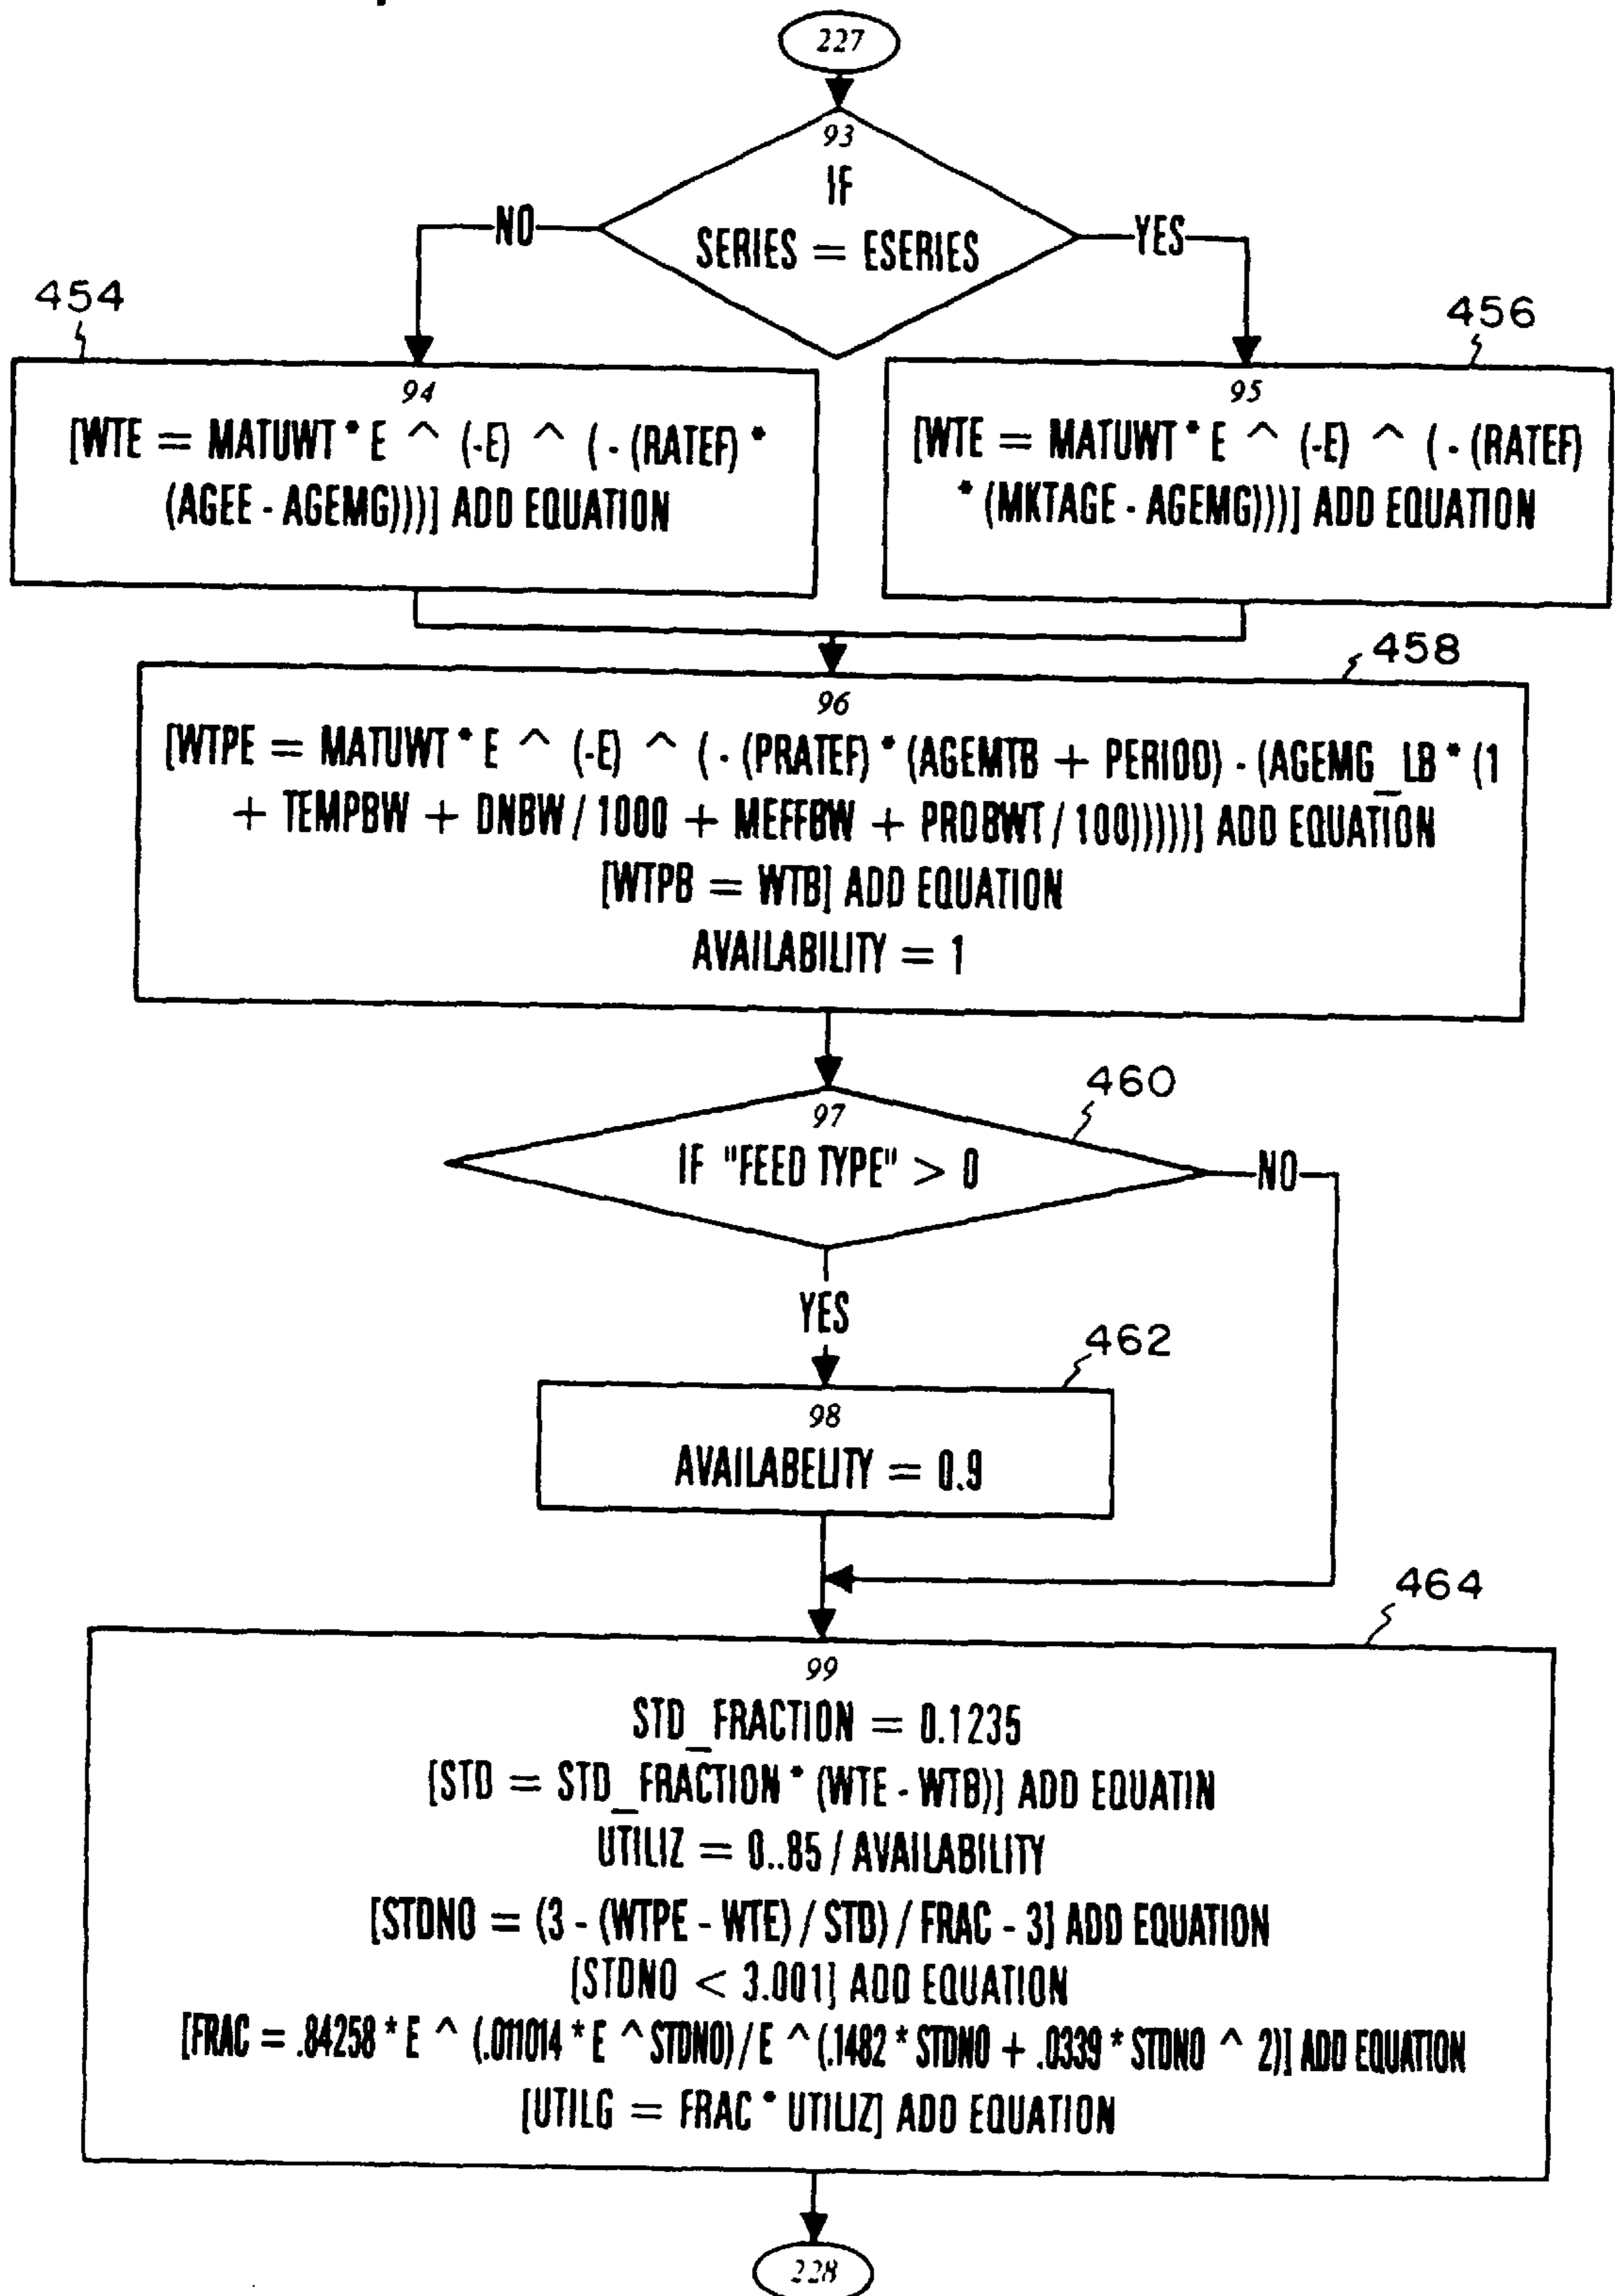 227
93
IF
SERIES = ESERIES
NO
YES
454
456
94
[WTE = MATUWT * E ^ (-E) ^ ( - (RATEF) *
(AGEE - AGEMG)))] ADD EQUATION
95
[WTE = MATUWT * E ^ (-E) ^ ( - (RATEF)
* (MKTAGE - AGEMG)))] ADD EQUATION
458
96
[WTPE = MATUWT * E ^ (-E) ^ ( - (PRATEF) * (AGEMTB + PERIOD) - (AGEMG_LB * (1
+ TEMPBW + DNBW / 1000 + MEFFBW + PRDBWT / 100)))))] ADD EQUATION
[WTPB = WTB] ADD EQUATION
AVAILABILITY = 1
460
97
IF "FEED TYPE" > 0
NO
YES
462
98
AVAILABELITY = 0.9
464
99
STD_FRACTION = 0.1235
[STD = STD_FRACTION * (WTE - WTB)] ADD EQUATIN
UTILIZ = 0..85 / AVAILABILITY
[STDNO = (3 - (WTPE - WTE) / STD) / FRAC - 3] ADD EQUATION
[STDNO < 3.001] ADD EQUATION
[FRAC = .84258 * E ^ (.011014 * E ^ STDNO) / E ^ (.1482 * STDNO + .0339 * STDNO ^ 2)] ADD EQUATION
[UTILG = FRAC * UTILIZ] ADD EQUATION
228